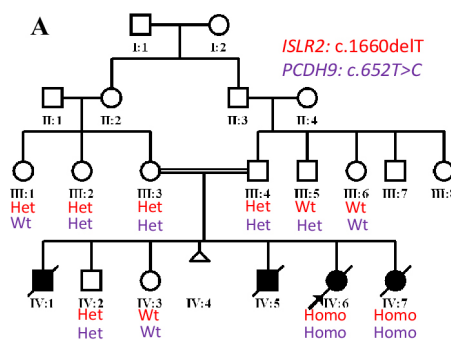 A
I:1 I:2
ISLR2: c.1660delT
PCDH9: c.652T>C
II:1 II:2 II:3 II:4
III:1 III:2 III:3 III:4 III:5 III:6 III:7
Het Het Het Het Wt Wt
Wt Het Het Het Het Wt
IV:1 IV:2 IV:3 IV:4 IV:5 IV:6 IV:7
Het Wt Homo Homo
Het Wt Homo Homo